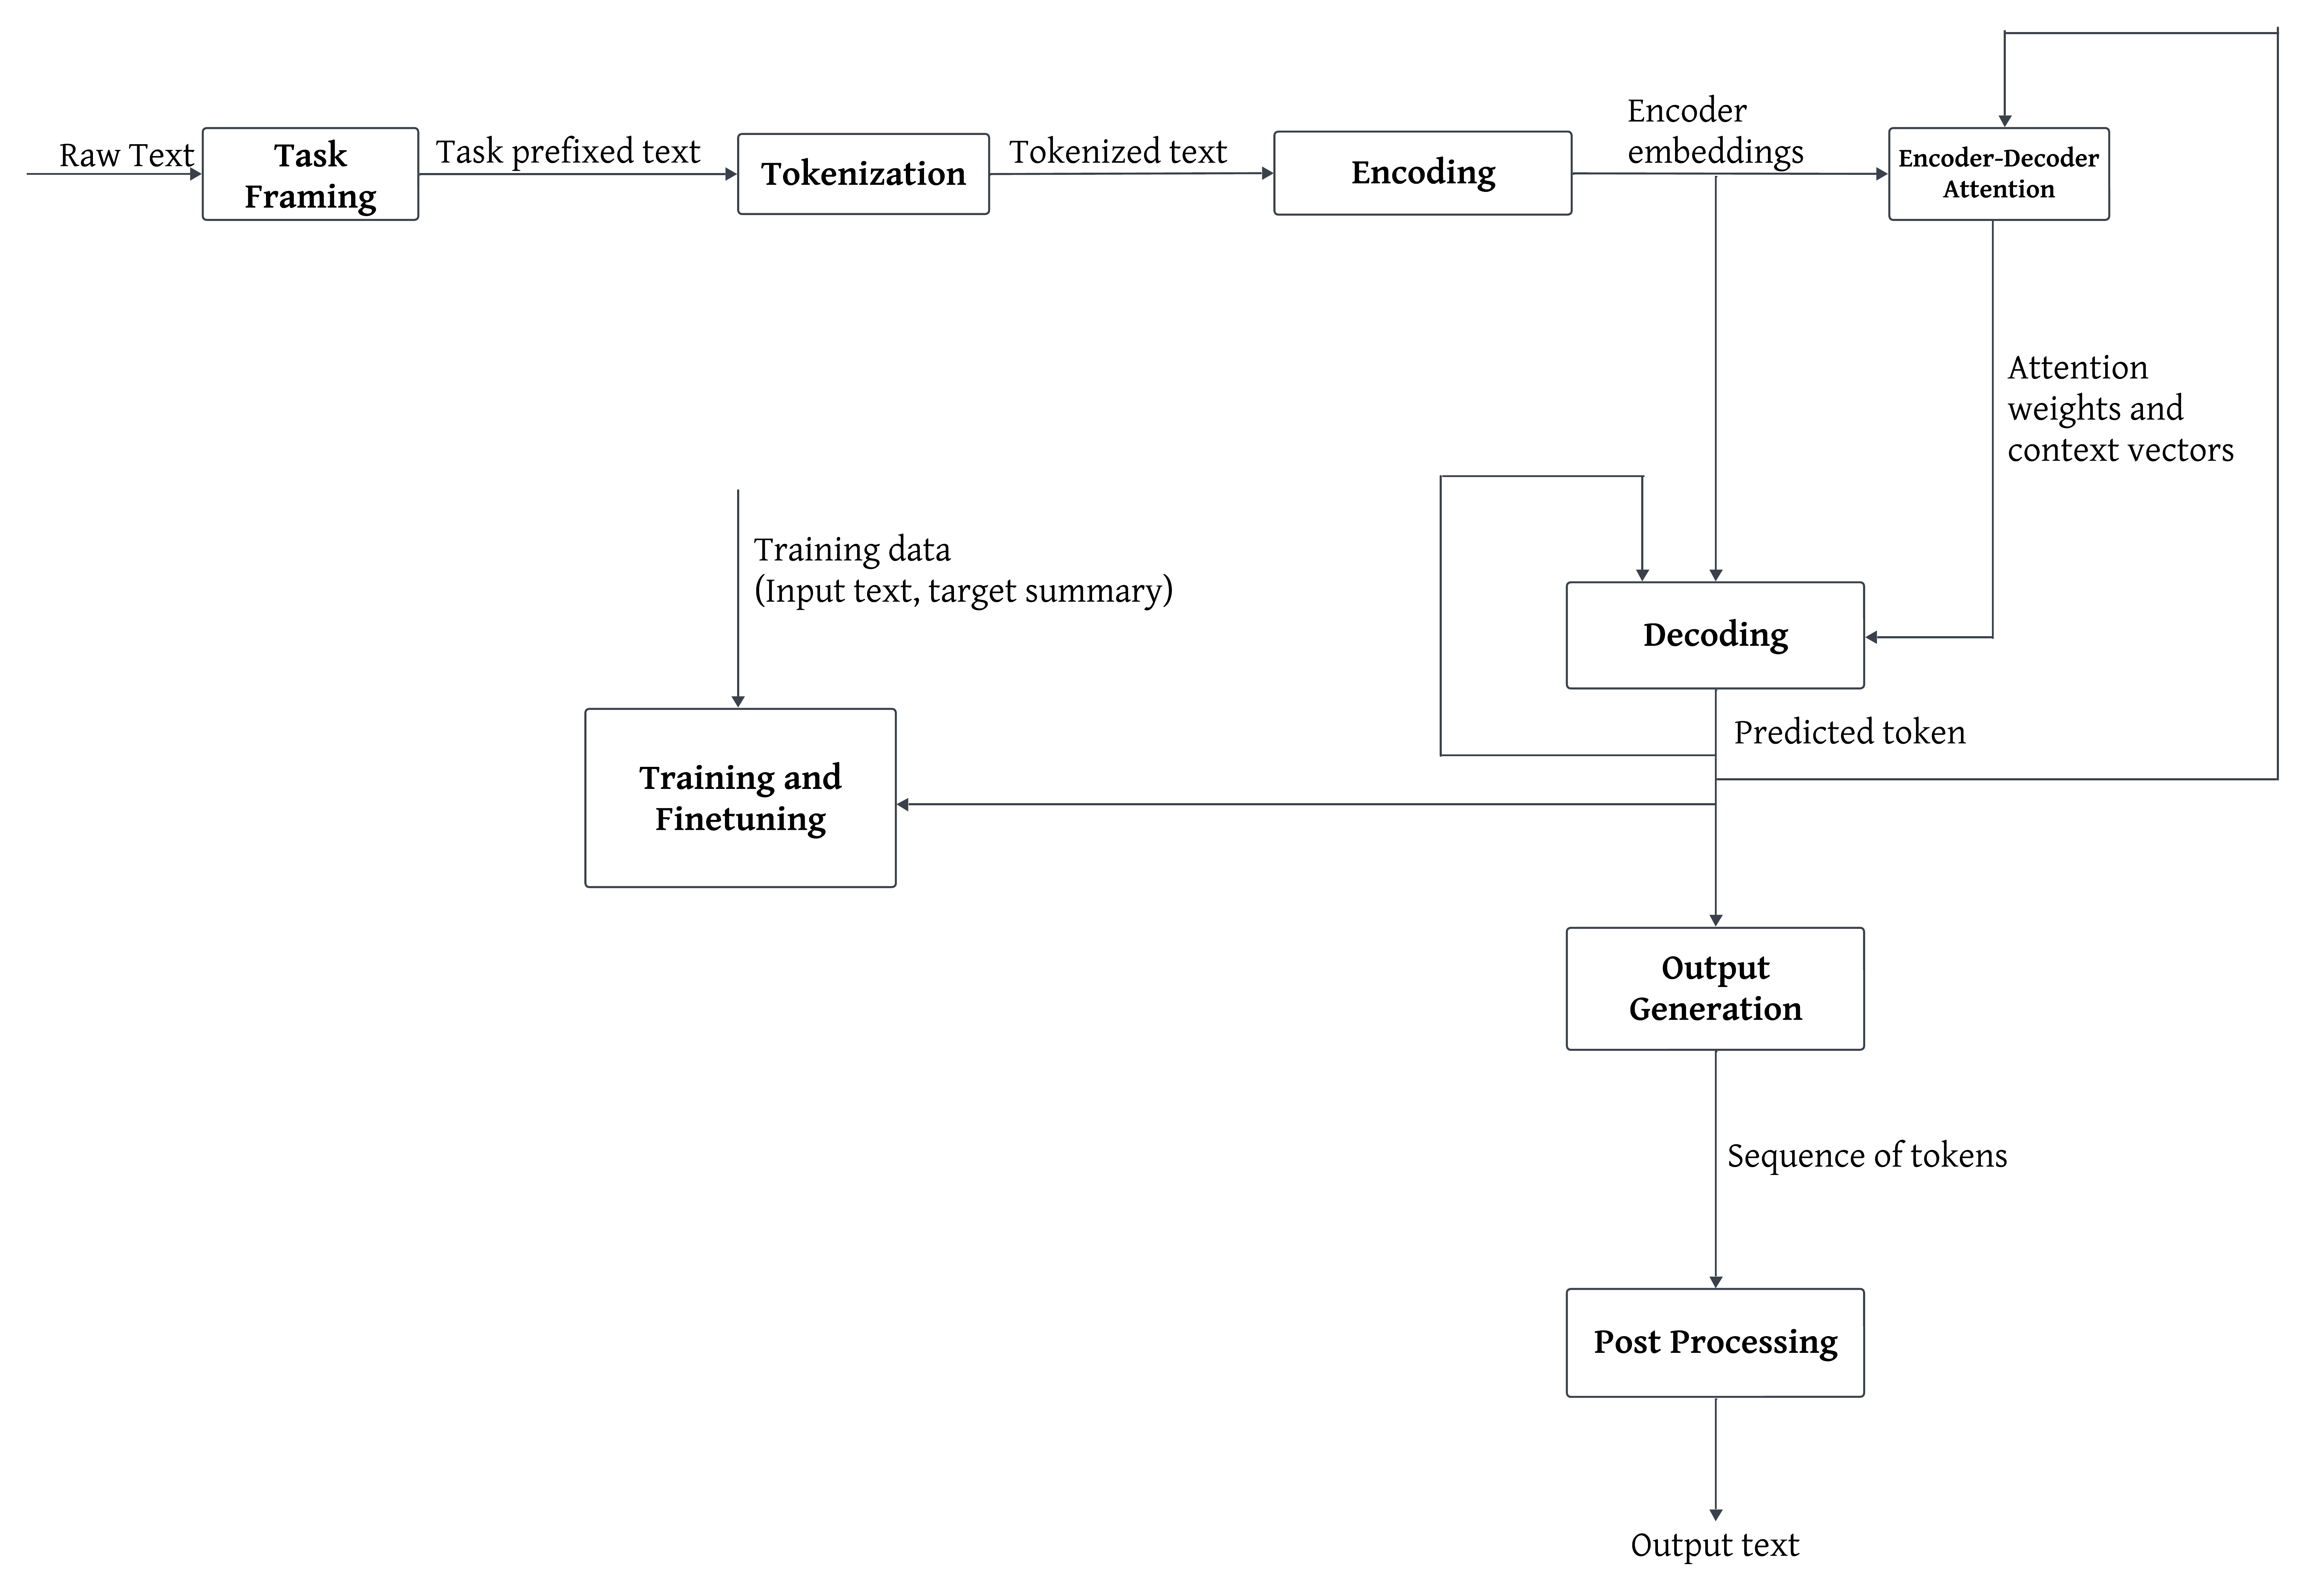 Raw Text
Task
Framing
Task prefixed text
Tokenization
Tokenized text
Encoding
Encoder
embeddings
Encoder-Decoder
Attention
Attention
weights and
context vectors
Training data
(Input text, target summary)
Decoding
Predicted token
Training and
Finetuning
Output
Generation
Sequence of tokens
Post Processing
Output text